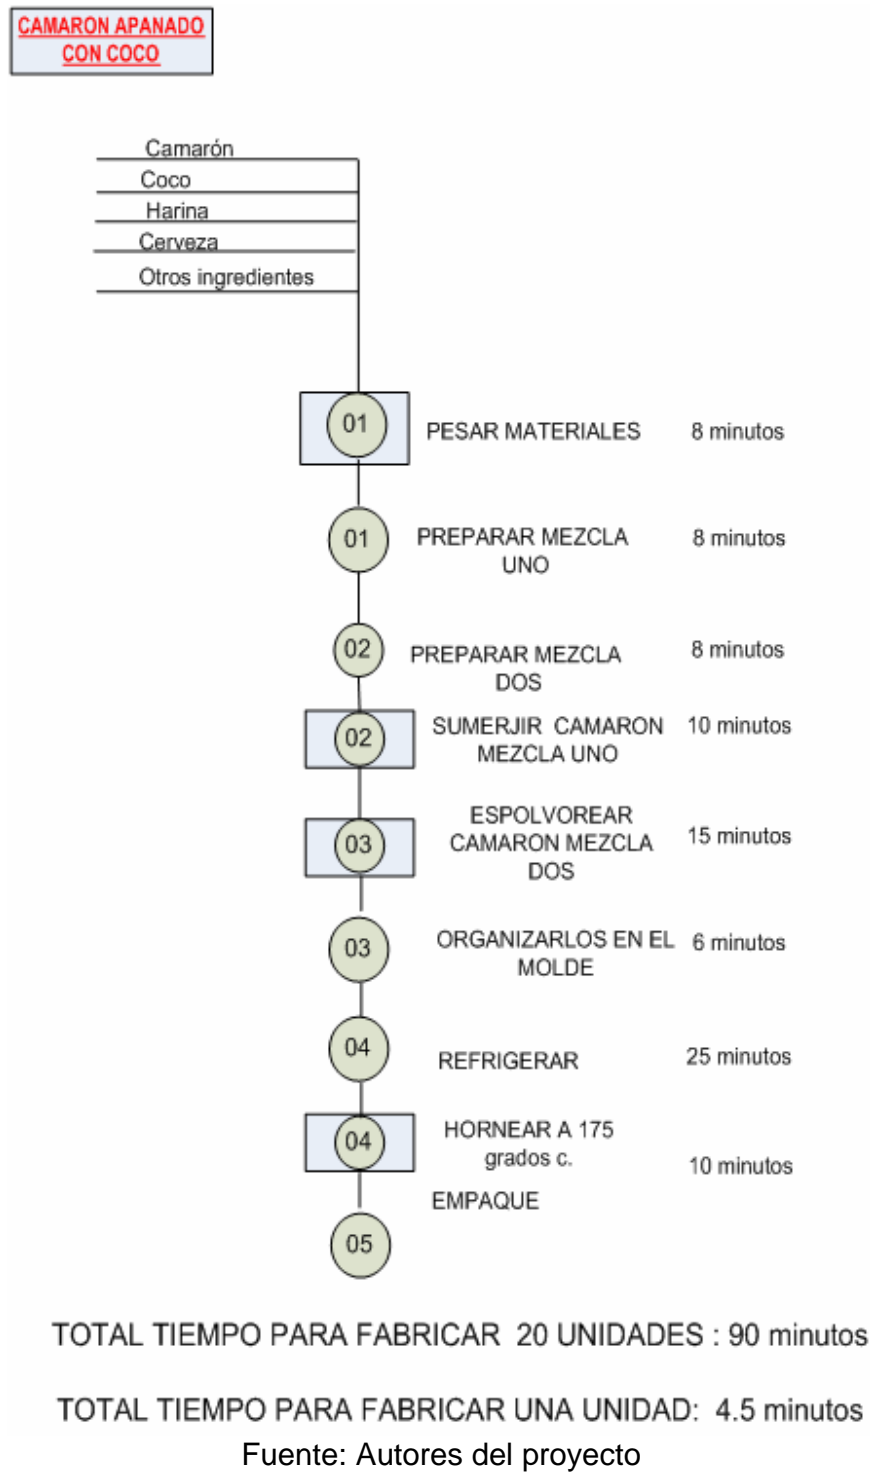 CAMARON APANADO
CON COCO
Camarón
Coco
Harina
Cerveza
Otros ingredientes
01
PESAR MATERIALES 8 minutos
01
PREPARAR MEZCLA
UNO
8 minutos
02
PREPARAR MEZCLA
DOS
8 minutos
02
SUMERJIR CAMARON
MEZCLA UNO
10 minutos
03
ESPOLVOREAR
CAMARON MEZCLA
DOS
15 minutos
03
ORGANIZARLOS EN EL
MOLDE
6 minutos
04
REFRIGERAR 25 minutos
04
HORNEAR A 175
grados c.
10 minutos
EMPAQUE
05
TOTAL TIEMPO PARA FABRICAR 20 UNIDADES : 90 minutos
TOTAL TIEMPO PARA FABRICAR UNA UNIDAD: 4.5 minutos
Fuente: Autores del proyecto